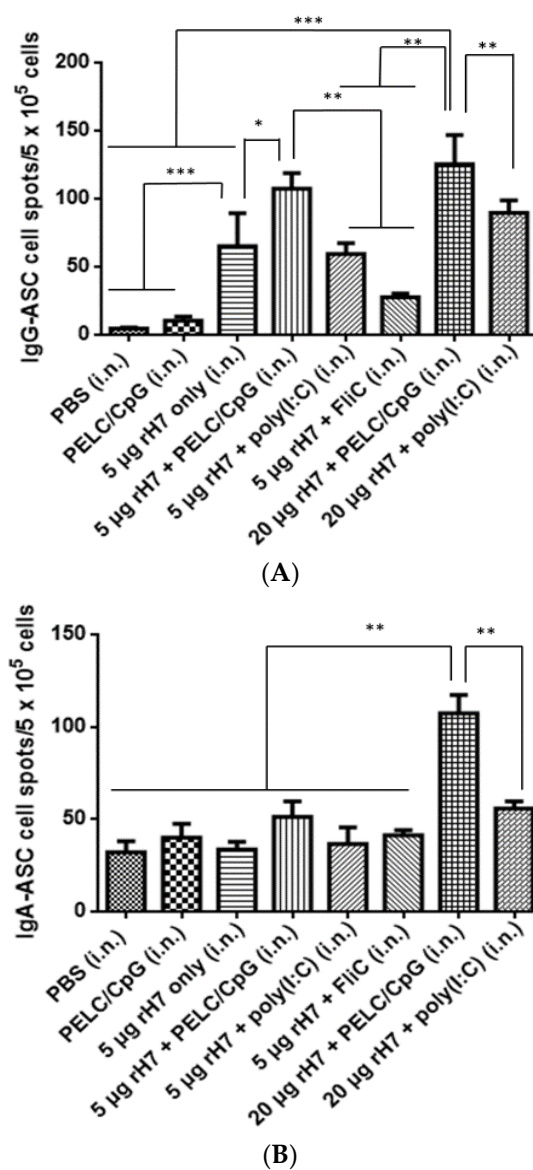 ***
**
**
200
IgG-ASC cell spots/5 x 10⁵ cells
150
**
*
***
100
50
0
PBS (i.n.)
PELC/CpG (i.n.)
5 µg rH7 only (i.n.)
5 µg rH7 + PELC/CpG (i.n.)
5 µg rH7 + poly(I:C) (i.n.)
5 µg rH7 + FliC (i.n.)
20 µg rH7 + PELC/CpG (i.n.)
20 µg rH7 + poly(I:C) (i.n.)
(A)
150
IgA-ASC cell spots/5 x 10⁵ cells
**
**
100
50
0
PBS (i.n.)
PELC/CpG (i.n.)
5 µg rH7 only (i.n.)
5 µg rH7 + PELC/CpG (i.n.)
5 µg rH7 + poly(I:C) (i.n.)
5 µg rH7 + FliC (i.n.)
20 µg rH7 + PELC/CpG (i.n.)
20 µg rH7 + poly(I:C) (i.n.)
(B)